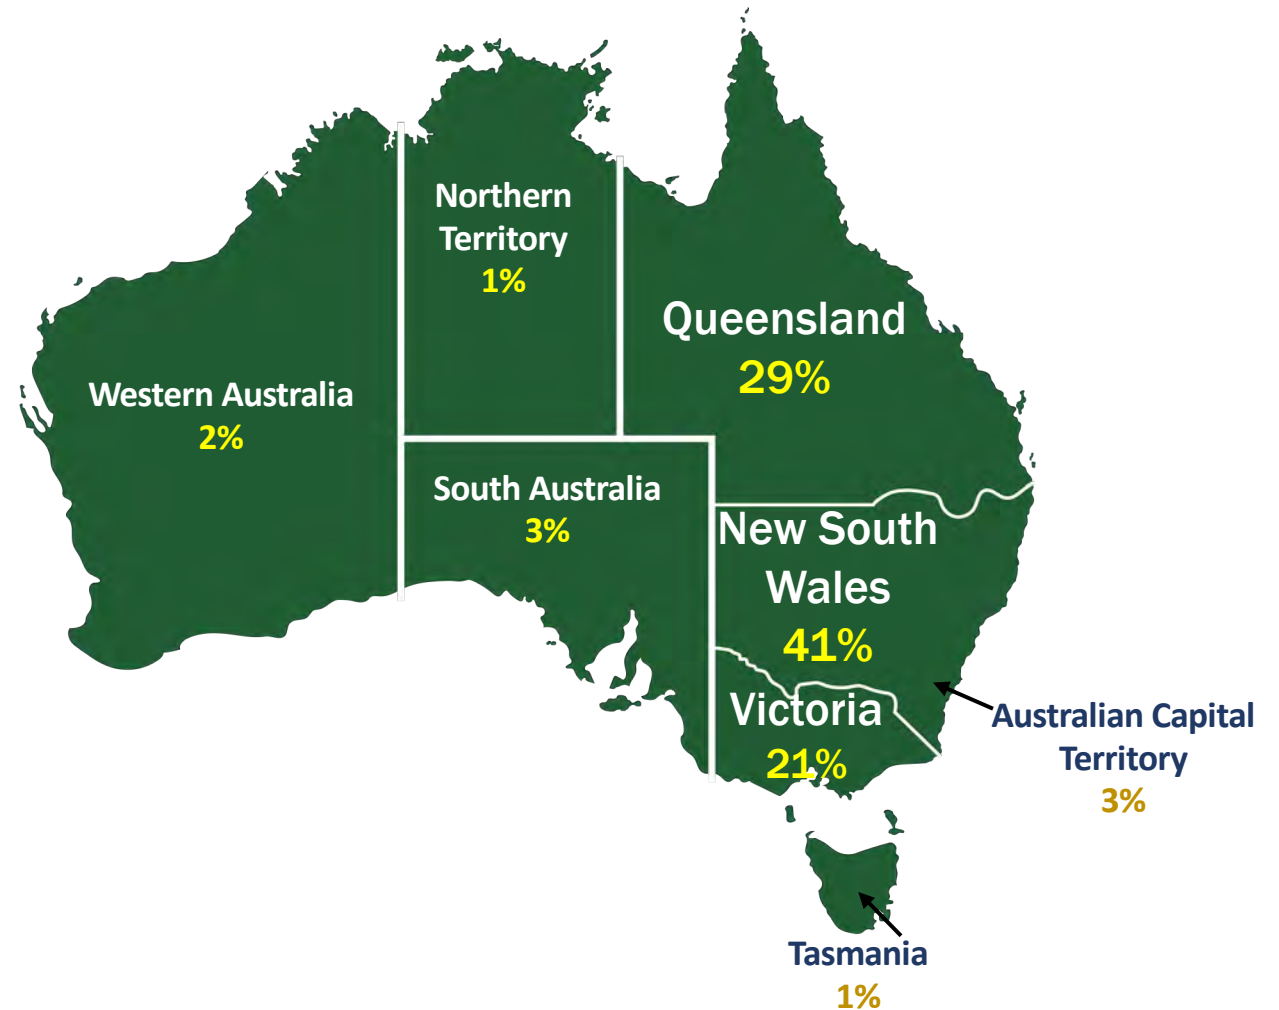 Northern
Territory
1%
Queensland
29%
Western Australia
2%
South Australia
3%
New South
Wales
41%
Victoria
21%
Australian Capital
Territory
3%
Tasmania
1%